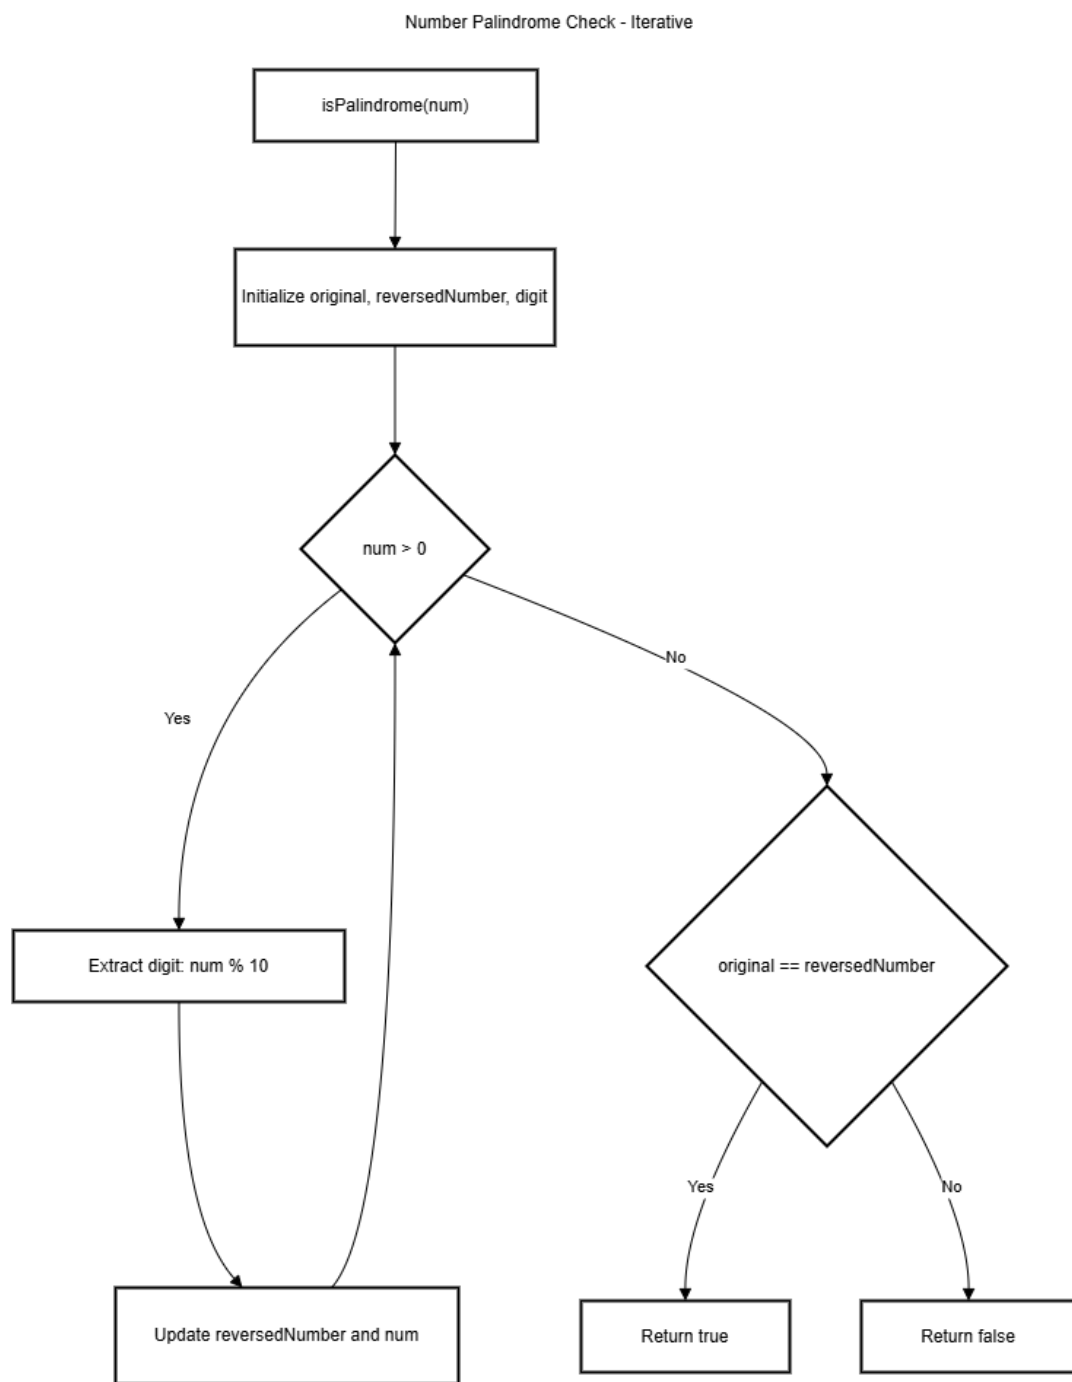 Number Palindrome Check - Iterative
isPalindrome(num)
Initialize original, reversedNumber, digit
num > 0
No
Yes
Extract digit: num % 10
original == reversedNumber
Yes
No
Update reversedNumber and num
Return true
Return false